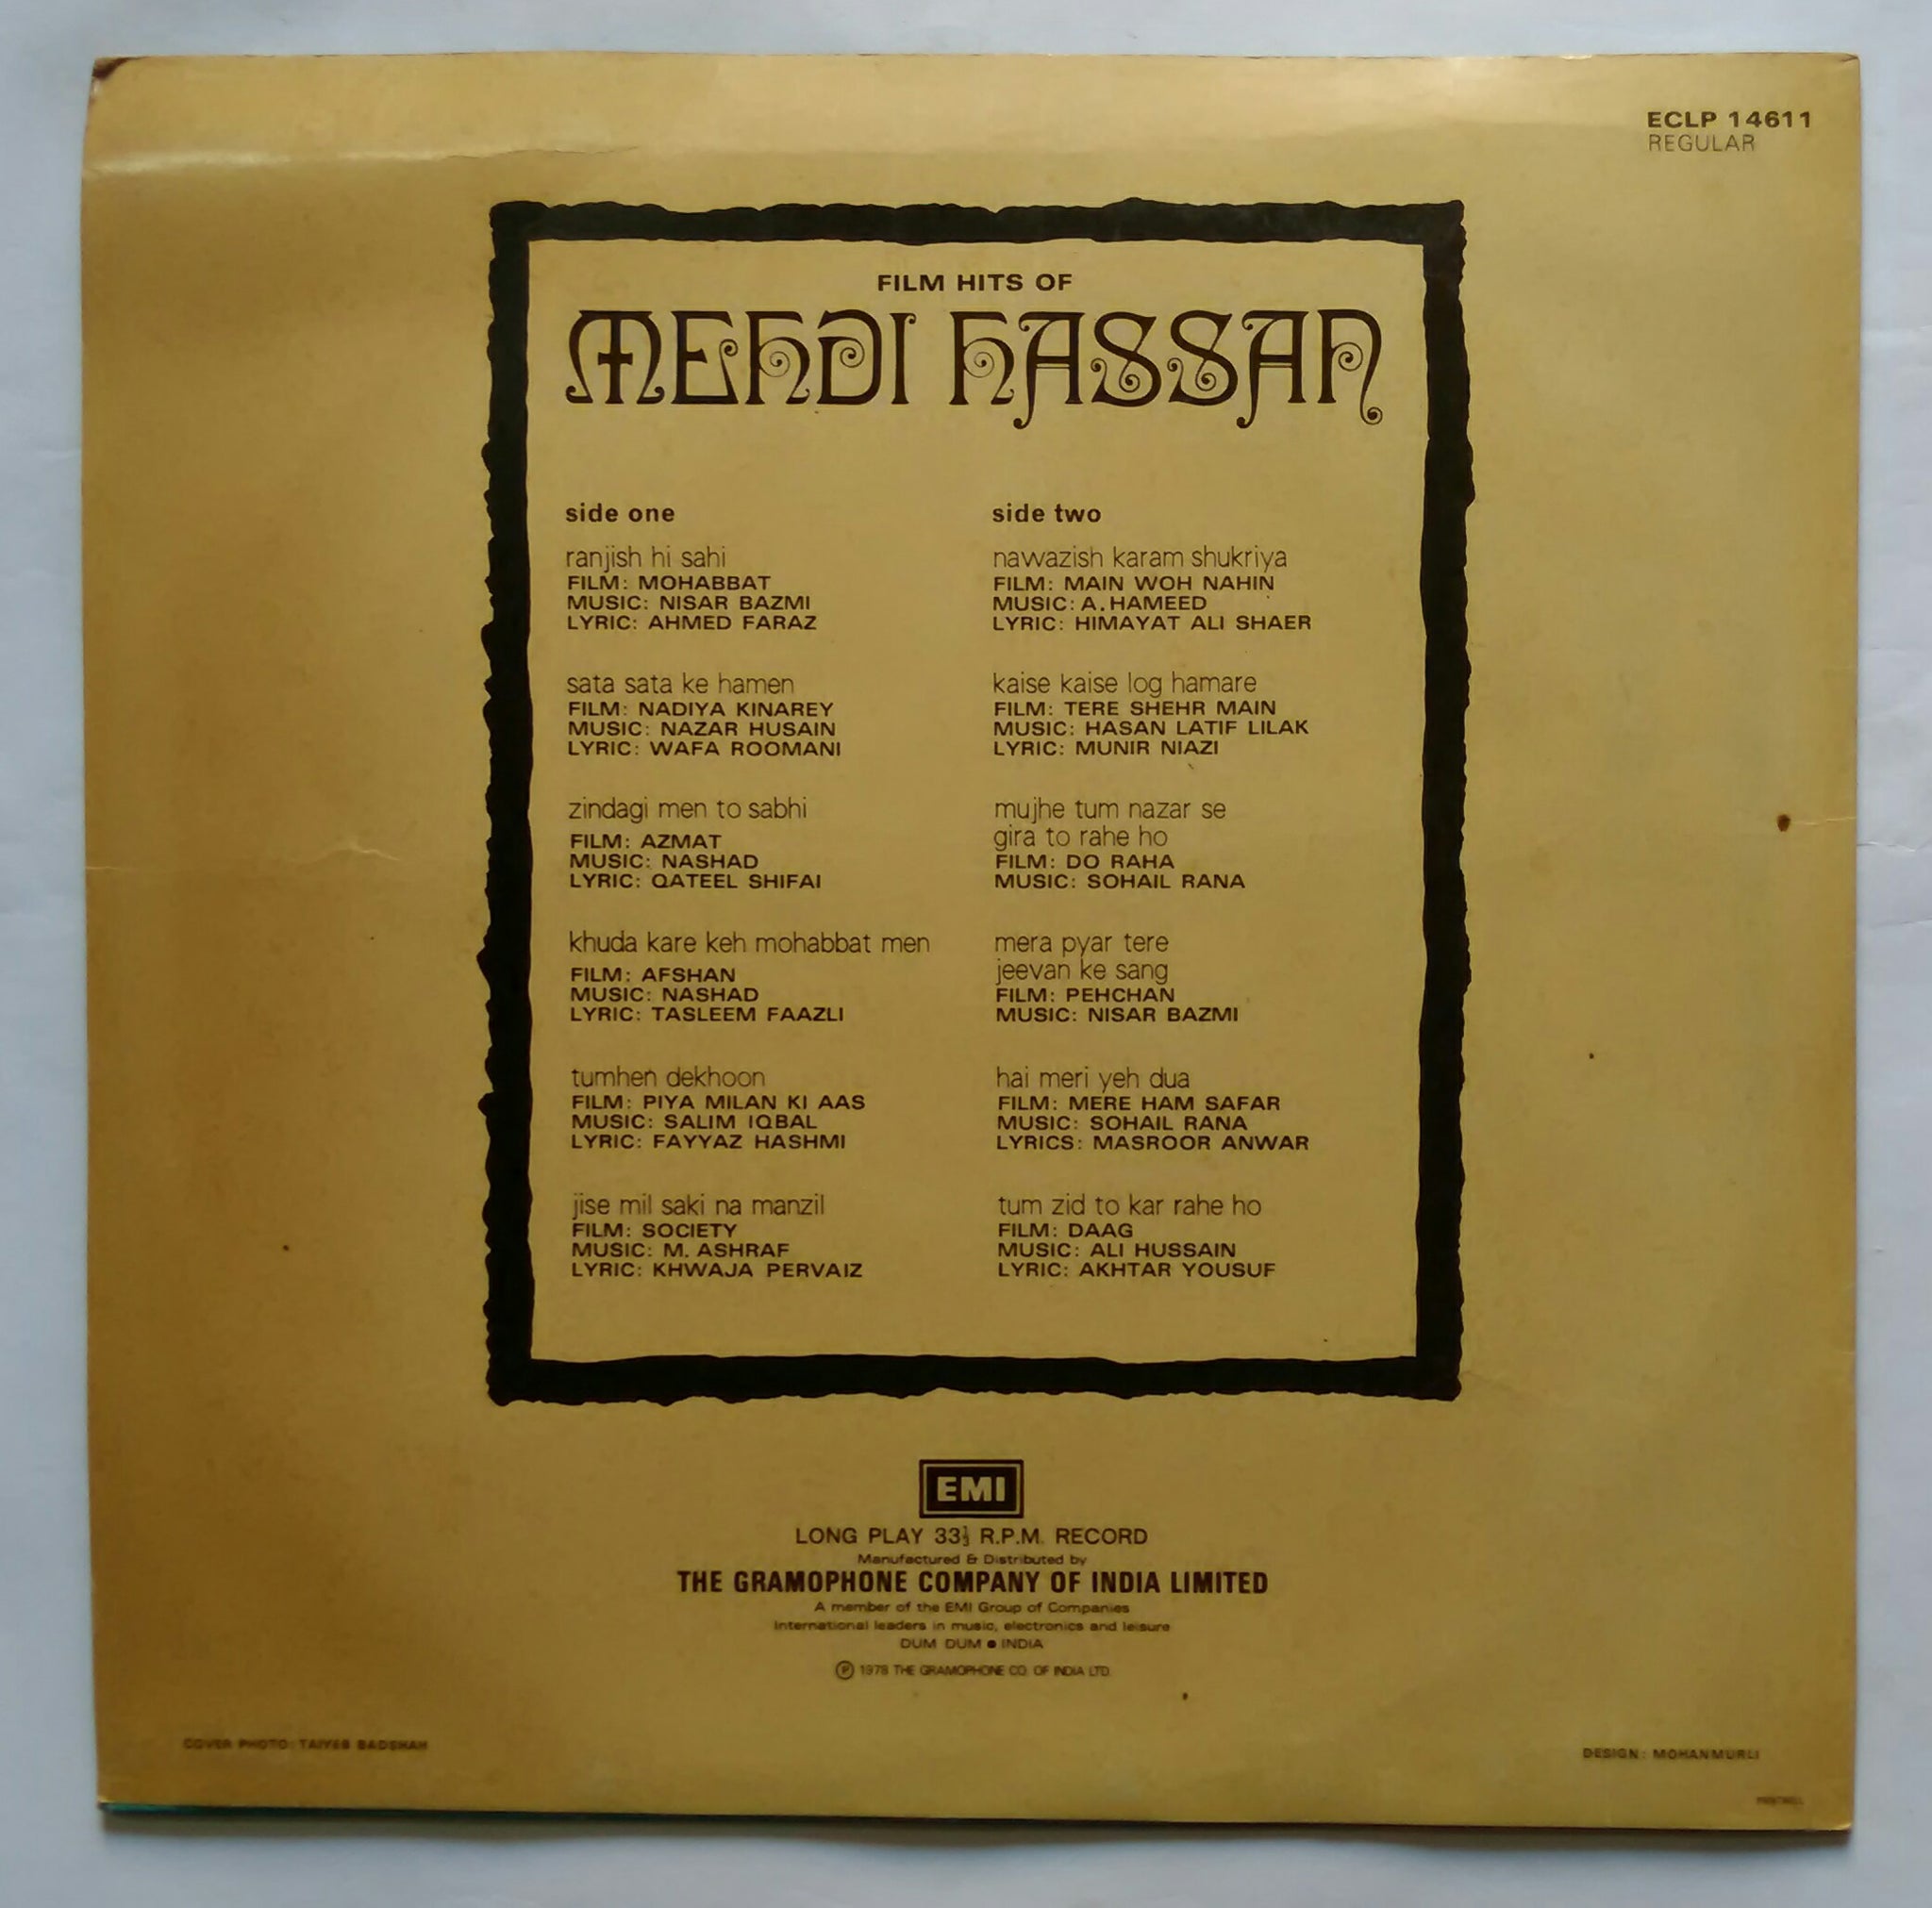 ECLP 14611
REGULAR
FILM HITS OF
MEHDI HASSAN
side one
ranjish hi sahi
FILM: MOHABBAT
MUSIC: NISAR BAZMI
LYRIC: AHMED FARAZ
sata sata ke hamen
FILM: NADIYA KINAREY
MUSIC: NAZAR HUSAIN
LYRIC: WAFA ROOMANI
zindagi men to sabhi
FILM: AZMAT
MUSIC: NASHAD
LYRIC: QATEEL SHIFAI
khuda kare keh mohabbat men
FILM: AFSHAN
MUSIC: NASHAD
LYRIC: TASLEEM FAAZLI
tumhen dekhoon
FILM: PIYA MILAN KI AAS
MUSIC: SALIM IQBAL
LYRIC: FAYYAZ HASHMI
jise mil saki na manzil
FILM: SOCIETY
MUSIC: M. ASHRAF
LYRIC: KHWAJA PERVAIZ
side two
nawazish karam shukriya
FILM: MAIN WOH NAHIN
MUSIC: A. HAMEED
LYRIC: HIMAYAT ALI SHAER
kaise kaise log hamare
FILM: TERE SHEHR MAIN
MUSIC: HASAN LATIF LILAK
LYRIC: MUNIR NIAZI
mujhe tum nazar se
gira to rahe ho
FILM: DO RAHA
MUSIC: SOHAIL RANA
mera pyar tere
jeevan ke sang
FILM: PEHCHAN
MUSIC: NISAR BAZMI
hai meri yeh dua
FILM: MERE HAM SAFAR
MUSIC: SOHAIL RANA
LYRICS: MASROOR ANWAR
tum zid to kar rahe ho
FILM: DAAG
MUSIC: ALI HUSSAIN
LYRIC: AKHTAR YOUSUF
EMI
LONG PLAY 33⅓ R.P.M. RECORD
Manufactured & Distributed by
THE GRAMOPHONE COMPANY OF INDIA LIMITED
A member of the EMI Group of Companies
International leaders in music, electronics and leisure
DUM DUM ● INDIA
℗ 1978 THE GRAMOPHONE CO. OF INDIA LTD.
COVER PHOTO: TAIYEB BADSHAH
DESIGN: MOHANMURLI